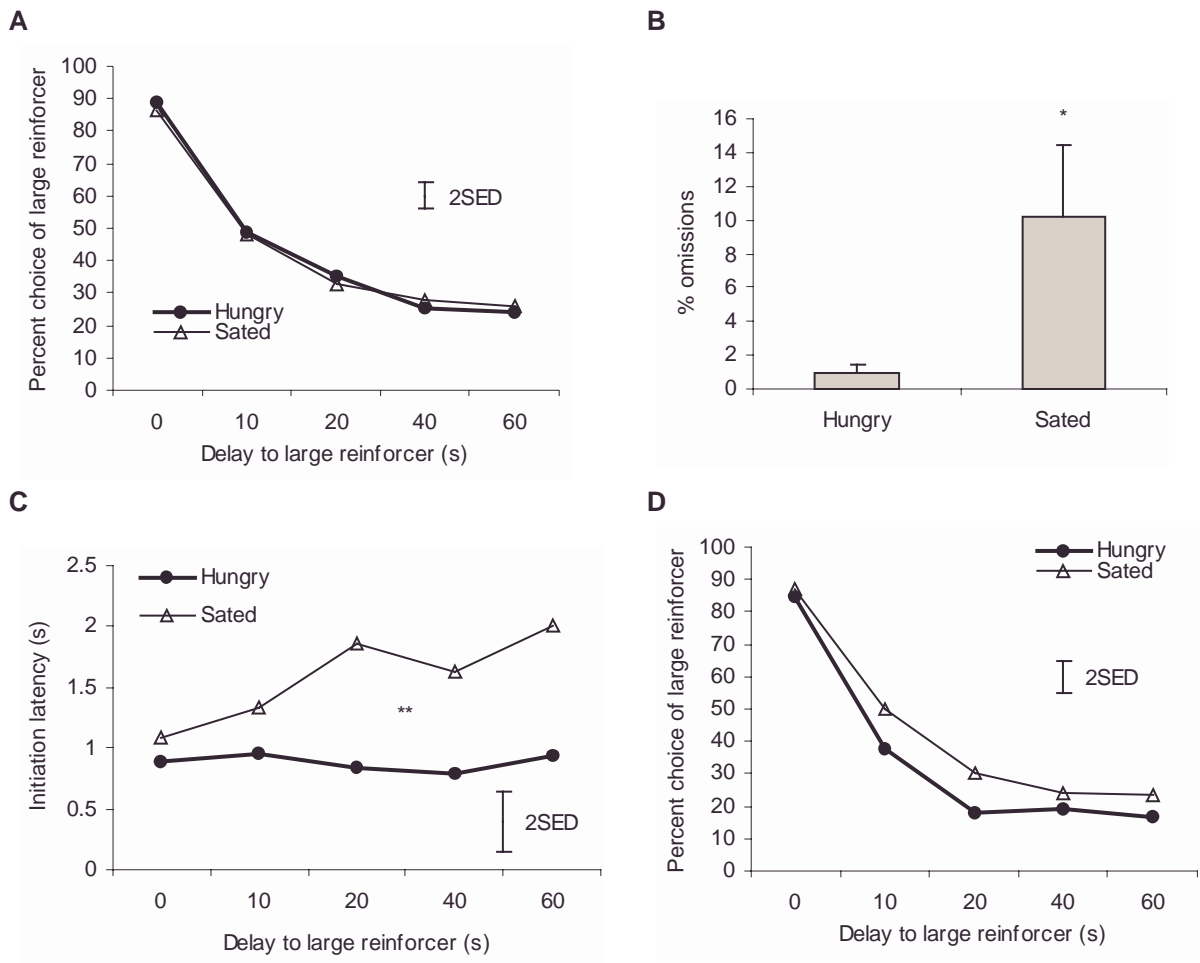 A
100
90
80
70
60
50
40
30
20
10
0
Percent choice of large reinforcer
2SED
Hungry
Sated
0 10 20 40 60
Delay to large reinforcer (s)
B
16
14
12
10
8
6
4
2
0
% omissions
*
Hungry Sated
C
2.5
2
1.5
1
0.5
0
Initiation latency (s)
Hungry
Sated
**
2SED
0 10 20 40 60
Delay to large reinforcer (s)
D
100
90
80
70
60
50
40
30
20
10
0
Percent choice of large reinforcer
Hungry
Sated
2SED
0 10 20 40 60
Delay to large reinforcer (s)